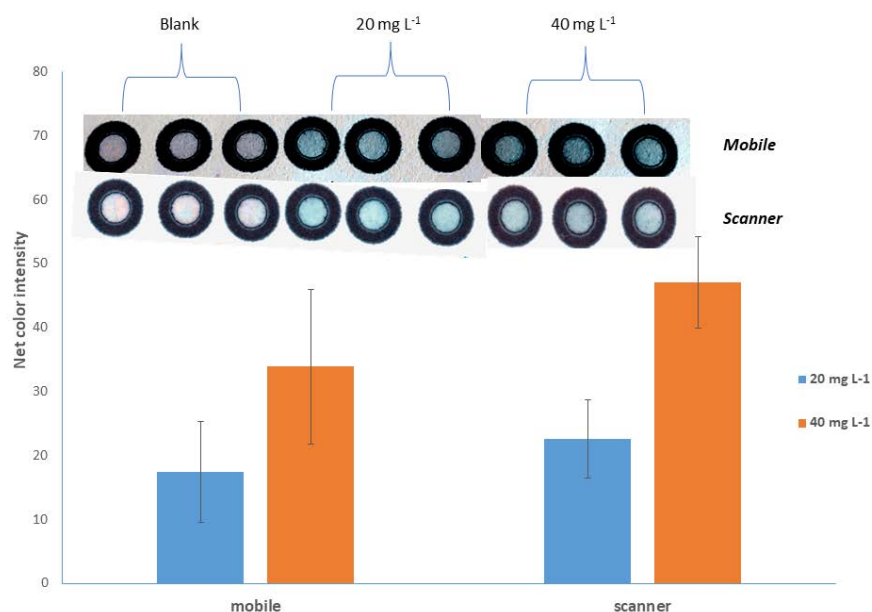 Blank
20 mg L⁻¹
40 mg L⁻¹
80
70
60
50
40
30
20
10
0
Net color intensity
Mobile
Scanner
20 mg L-1
40 mg L-1
mobile
scanner